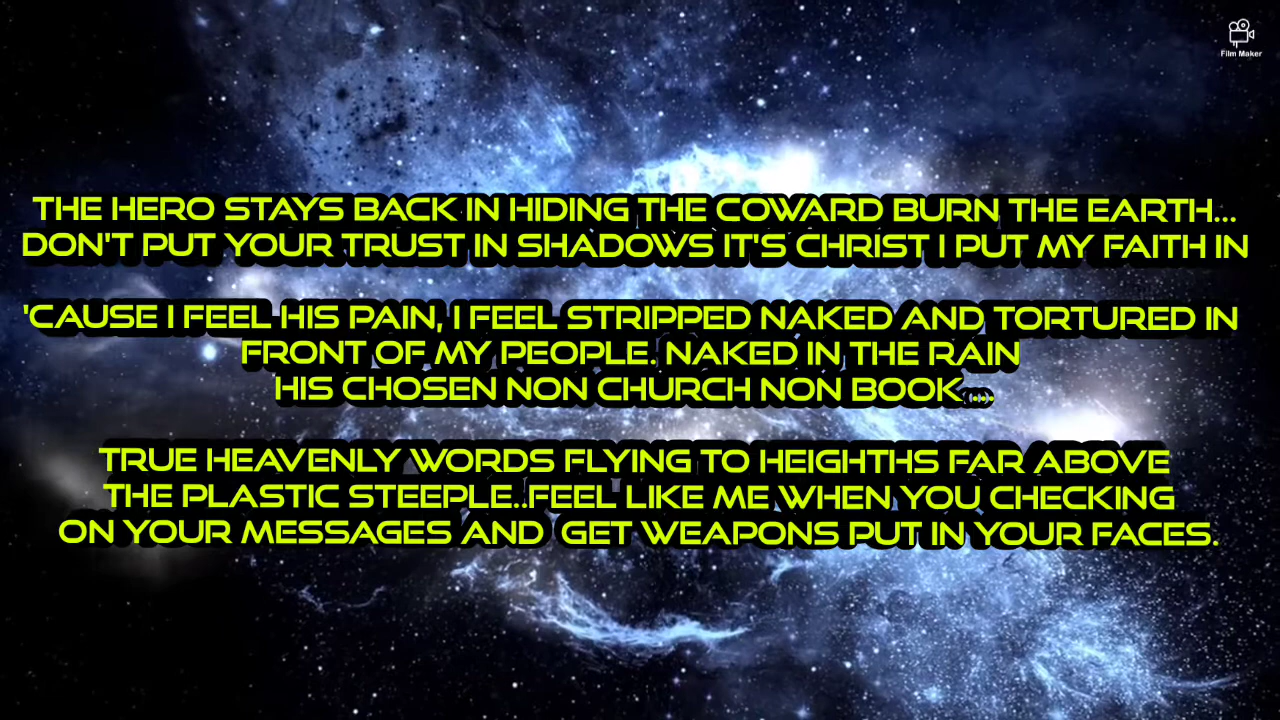 Film Maker
THE HERO STAYS BACK IN HIDING THE COWARD BURN THE EARTH...
DON'T PUT YOUR TRUST IN SHADOWS IT'S CHRIST I PUT MY FAITH IN
'CAUSE I FEEL HIS PAIN, I FEEL STRIPPED NAKED AND TORTURED IN
FRONT OF MY PEOPLE. NAKED IN THE RAIN
HIS CHOSEN NON CHURCH NON BOOK ...
TRUE HEAVENLY WORDS FLYING TO HEIGHTHS FAR ABOVE
THE PLASTIC STEEPLE..FEEL LIKE ME WHEN YOU CHECKING
ON YOUR MESSAGES AND GET WEAPONS PUT IN YOUR FACES.